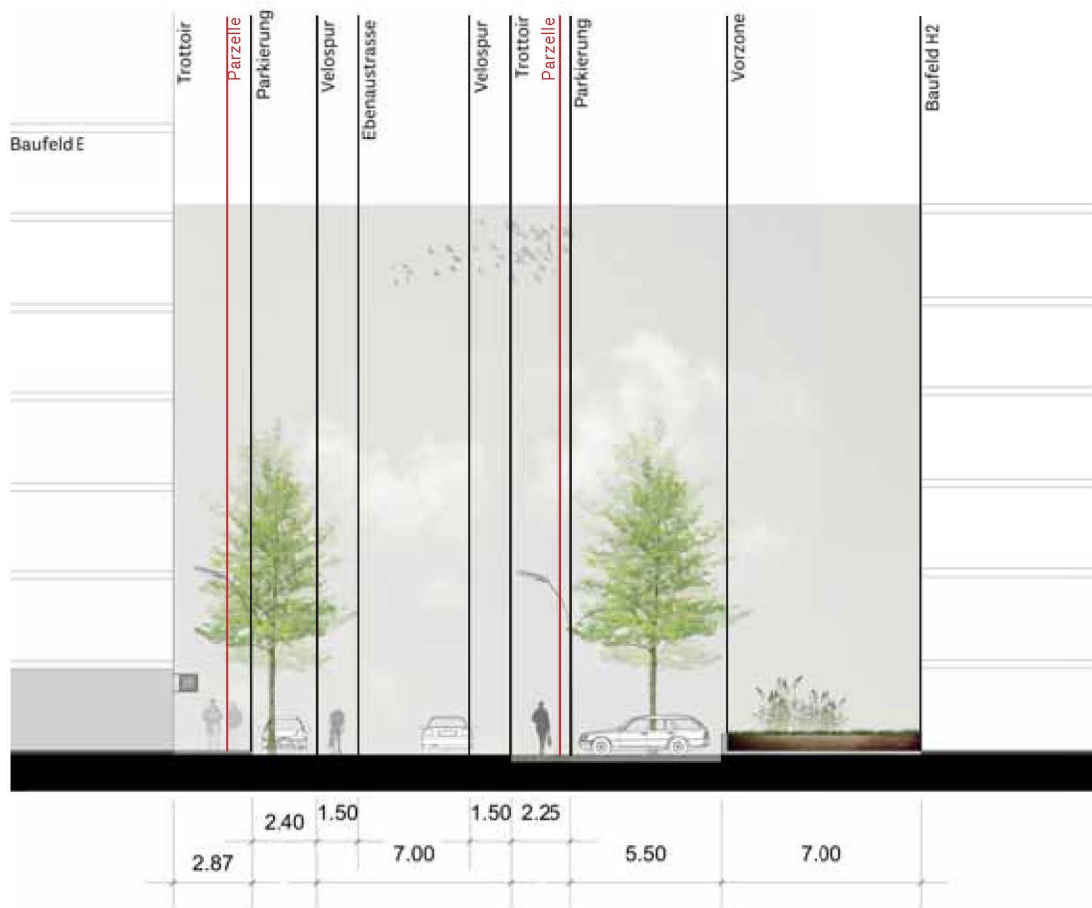 Trottoir
Parzelle
Parkierung
Velospur
Ebenaustrasse
Velospur
Trottoir
Parzelle
Parkierung
Vorzone
Baufeld H2
Baufeld E
2.40
1.50
1.50
2.25
2.87
7.00
5.50
7.00